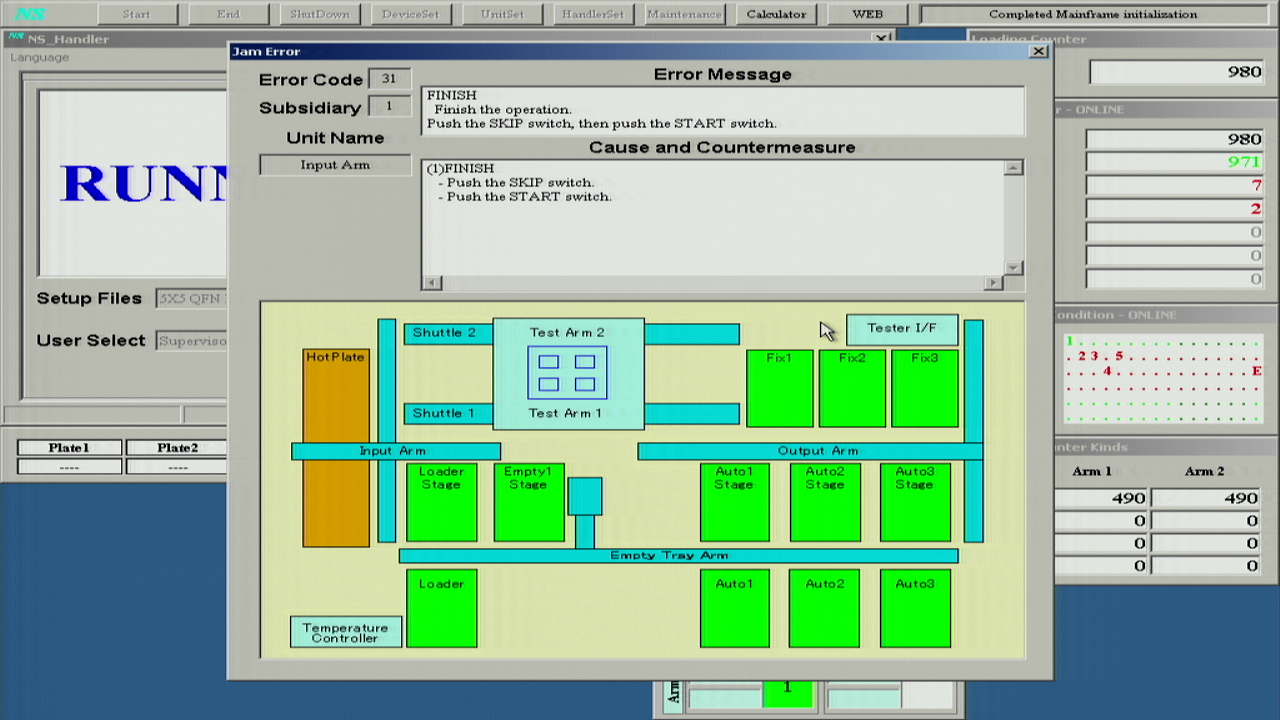 NS
Start
End
ShutDown
DeviceSet
UnitSet
HandlerSet
Maintenance
Calculator
WEB
Completed Mainframe initialization
NS NS_Handler
Language
RUNN
Setup Files
5X5 QFN
User Select
Superviso
Plate1
Plate2
----
----
Jam Error
Error Code
31
Subsidiary
1
Unit Name
Input Arm
Error Message
FINISH
Finish the operation.
Push the SKIP switch, then push the START switch.
Cause and Countermeasure
(1)FINISH
- Push the SKIP switch.
- Push the START switch.
HotPlate
Shuttle 2
Test Arm 2
Tester I/F
Fix1
Fix2
Fix3
Shuttle 1
Test Arm 1
Input Arm
Output Arm
Loader
Stage
Empty1
Stage
Auto1
Stage
Auto2
Stage
Auto3
Stage
Empty Tray Arm
Loader
Auto1
Auto2
Auto3
Temperature
Controller
Loading Counter
980
r - ONLINE
980
971
7
2
0
0
0
ondition - ONLINE
1
2 3 . 5
4
E
nter Kinds
Arm 1
Arm 2
490
490
0
0
0
0
0
0
Arm
1